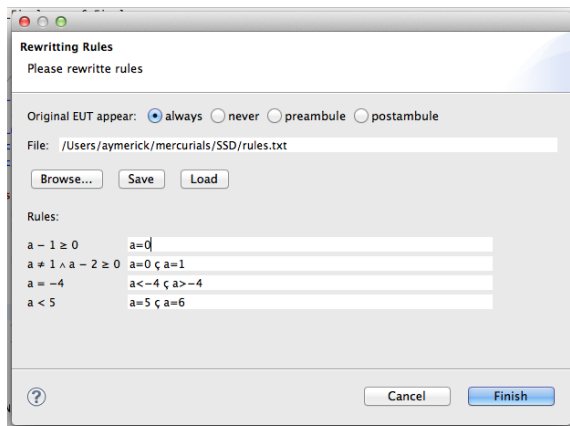 Rewritting Rules
Please rewritte rules
Original EUT appear: always never preambule postambule
File: /Users/aymerick/mercurials/SSD/rules.txt
Browse... Save Load
Rules:
a − 1 ≥ 0 a=0
a ≠ 1 ∧ a − 2 ≥ 0 a=0 ç a=1
a = −4 a<−4 ç a>−4
a < 5 a=5 ç a=6
? Cancel Finish